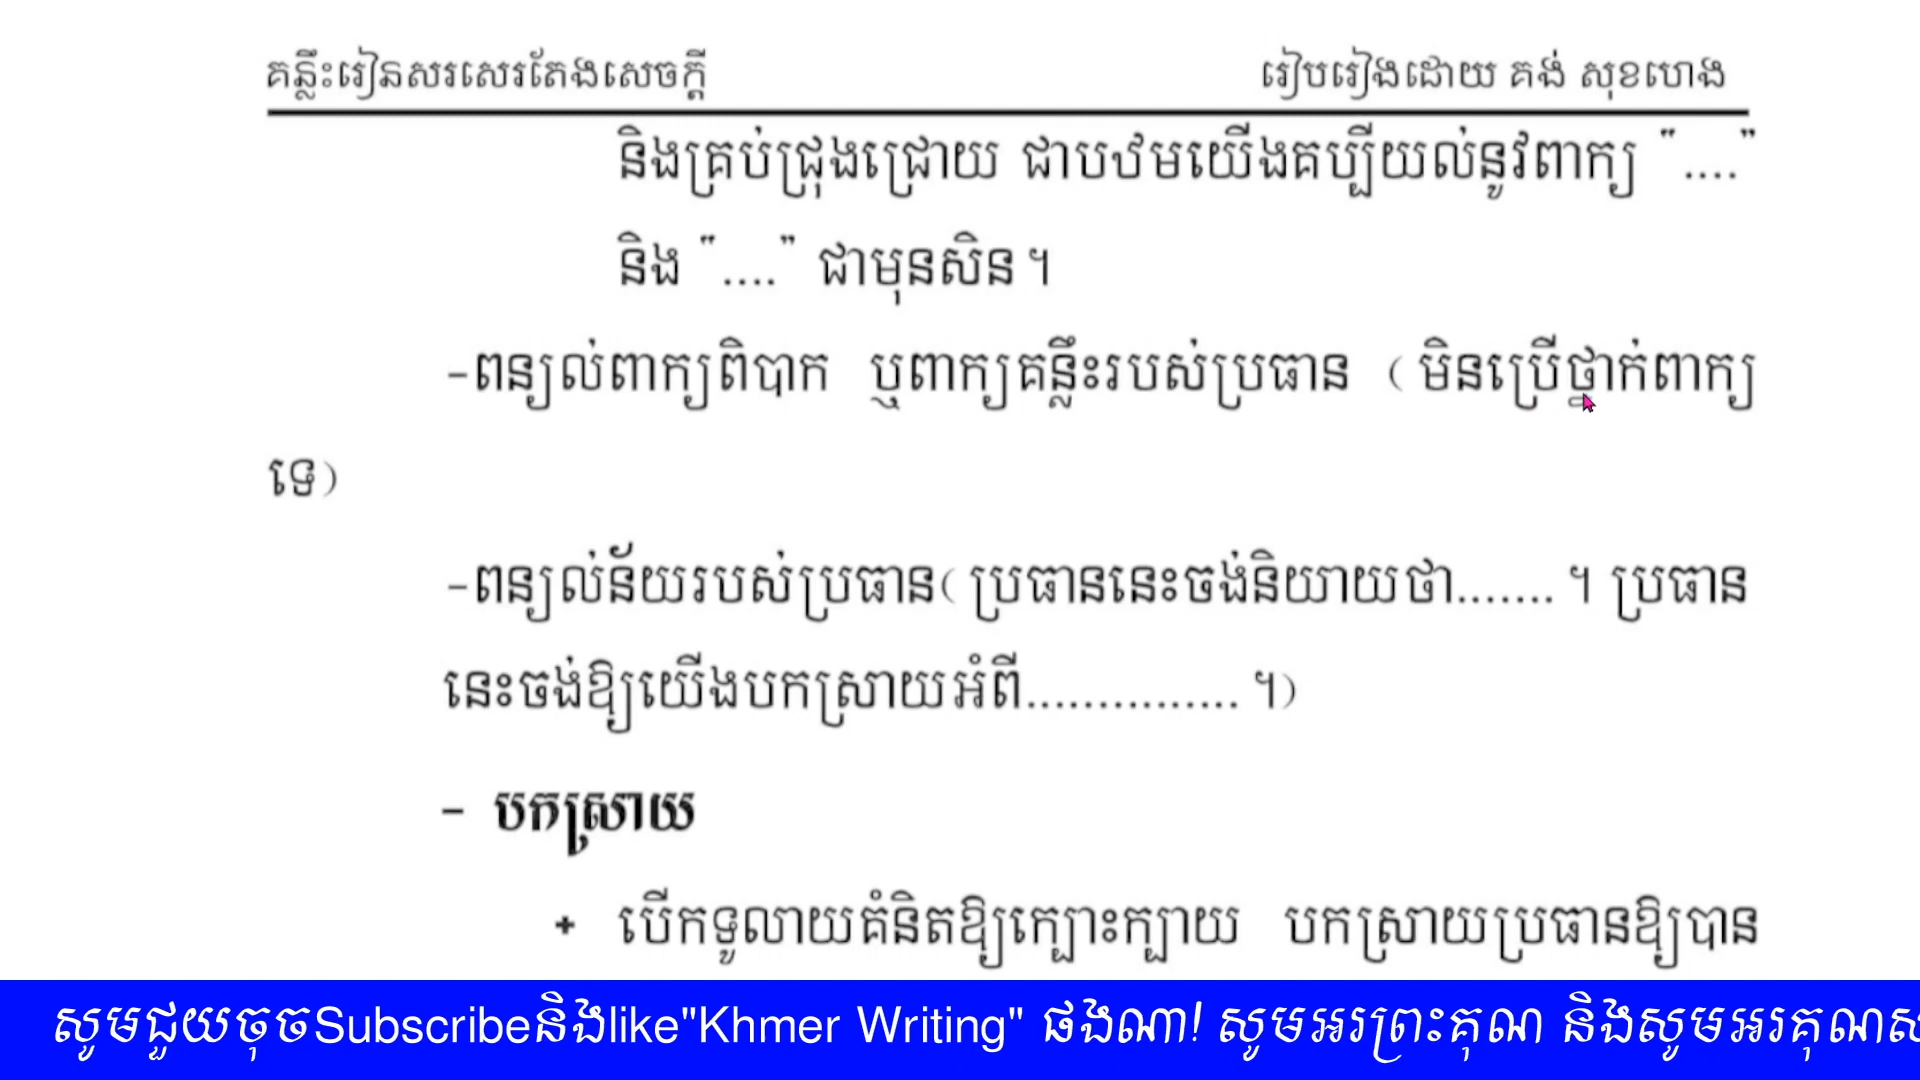 គន្លឹះរៀនសរសេរតែងសេចក្ដី រៀបរៀងដោយ គង់ សុខហេង
និងគ្រប់ជ្រុងជ្រោយ ជាបឋមយើងគប្បីយល់នូវពាក្យ "...."
និង "...." ជាមុនសិន។
-ពន្យល់ពាក្យពិបាក ឬពាក្យគន្លឹះរបស់ប្រធាន ( មិនប្រើថ្នាក់ពាក្យ
ទេ)
-ពន្យល់ន័យរបស់ប្រធាន( ប្រធាននេះចង់និយាយថា.......។ ប្រធាន
នេះចង់ឱ្យយើងបកស្រាយអំពី...............។)
- បកស្រាយ
+ បើកទូលាយគំនិតឱ្យក្បោះក្បាយ បកស្រាយប្រធានឱ្យបាន
សូមជួយចុចSubscribeនិងlike"Khmer Writing" ផងណា! សូមអរព្រះគុណ និងសូមអរគុណស